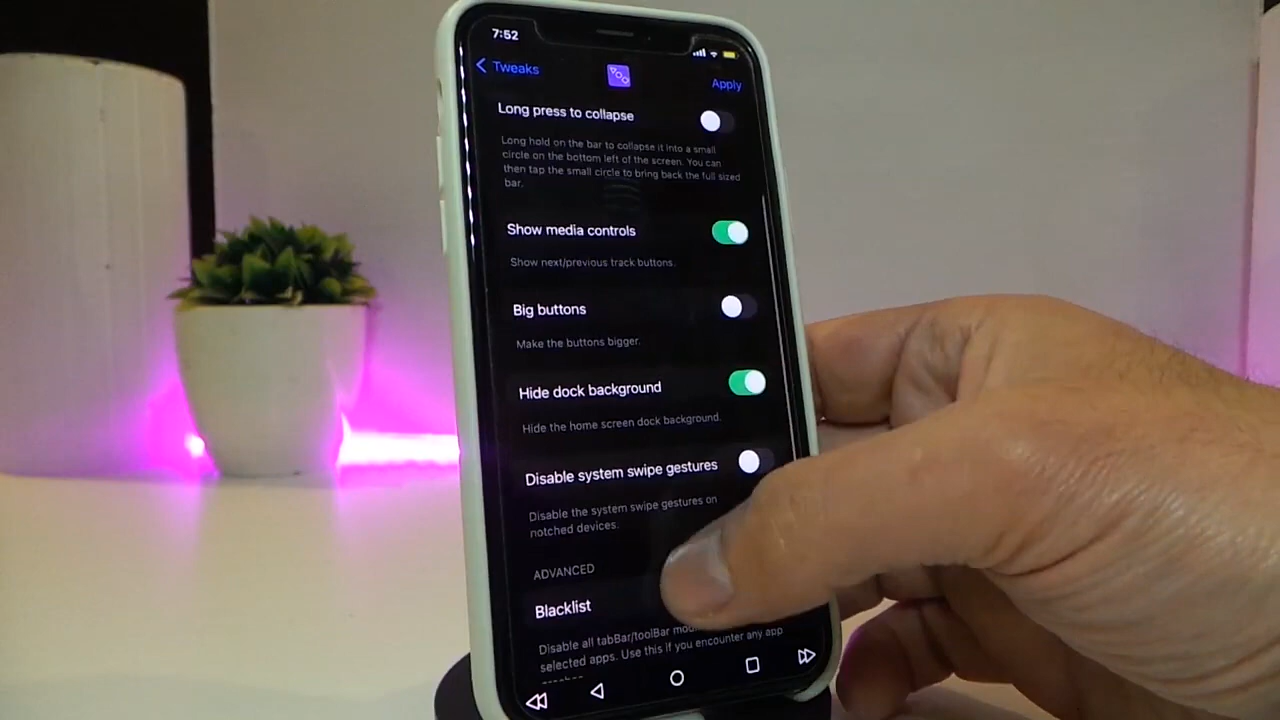 7:52
Tweaks
Apply
Long press to collapse
Long hold on the bar to collapse it into a small
circle on the bottom left of the screen. You can
then tap the small circle to bring back the full sized
bar.
Show media controls
Show next/previous track buttons.
Big buttons
Make the buttons bigger.
Hide dock background
Hide the home screen dock background.
Disable system swipe gestures
Disable the system swipe gestures on
notched devices.
ADVANCED
Blacklist
Disable all tabBar/toolBar
selected apps. Use this if you encounter any app